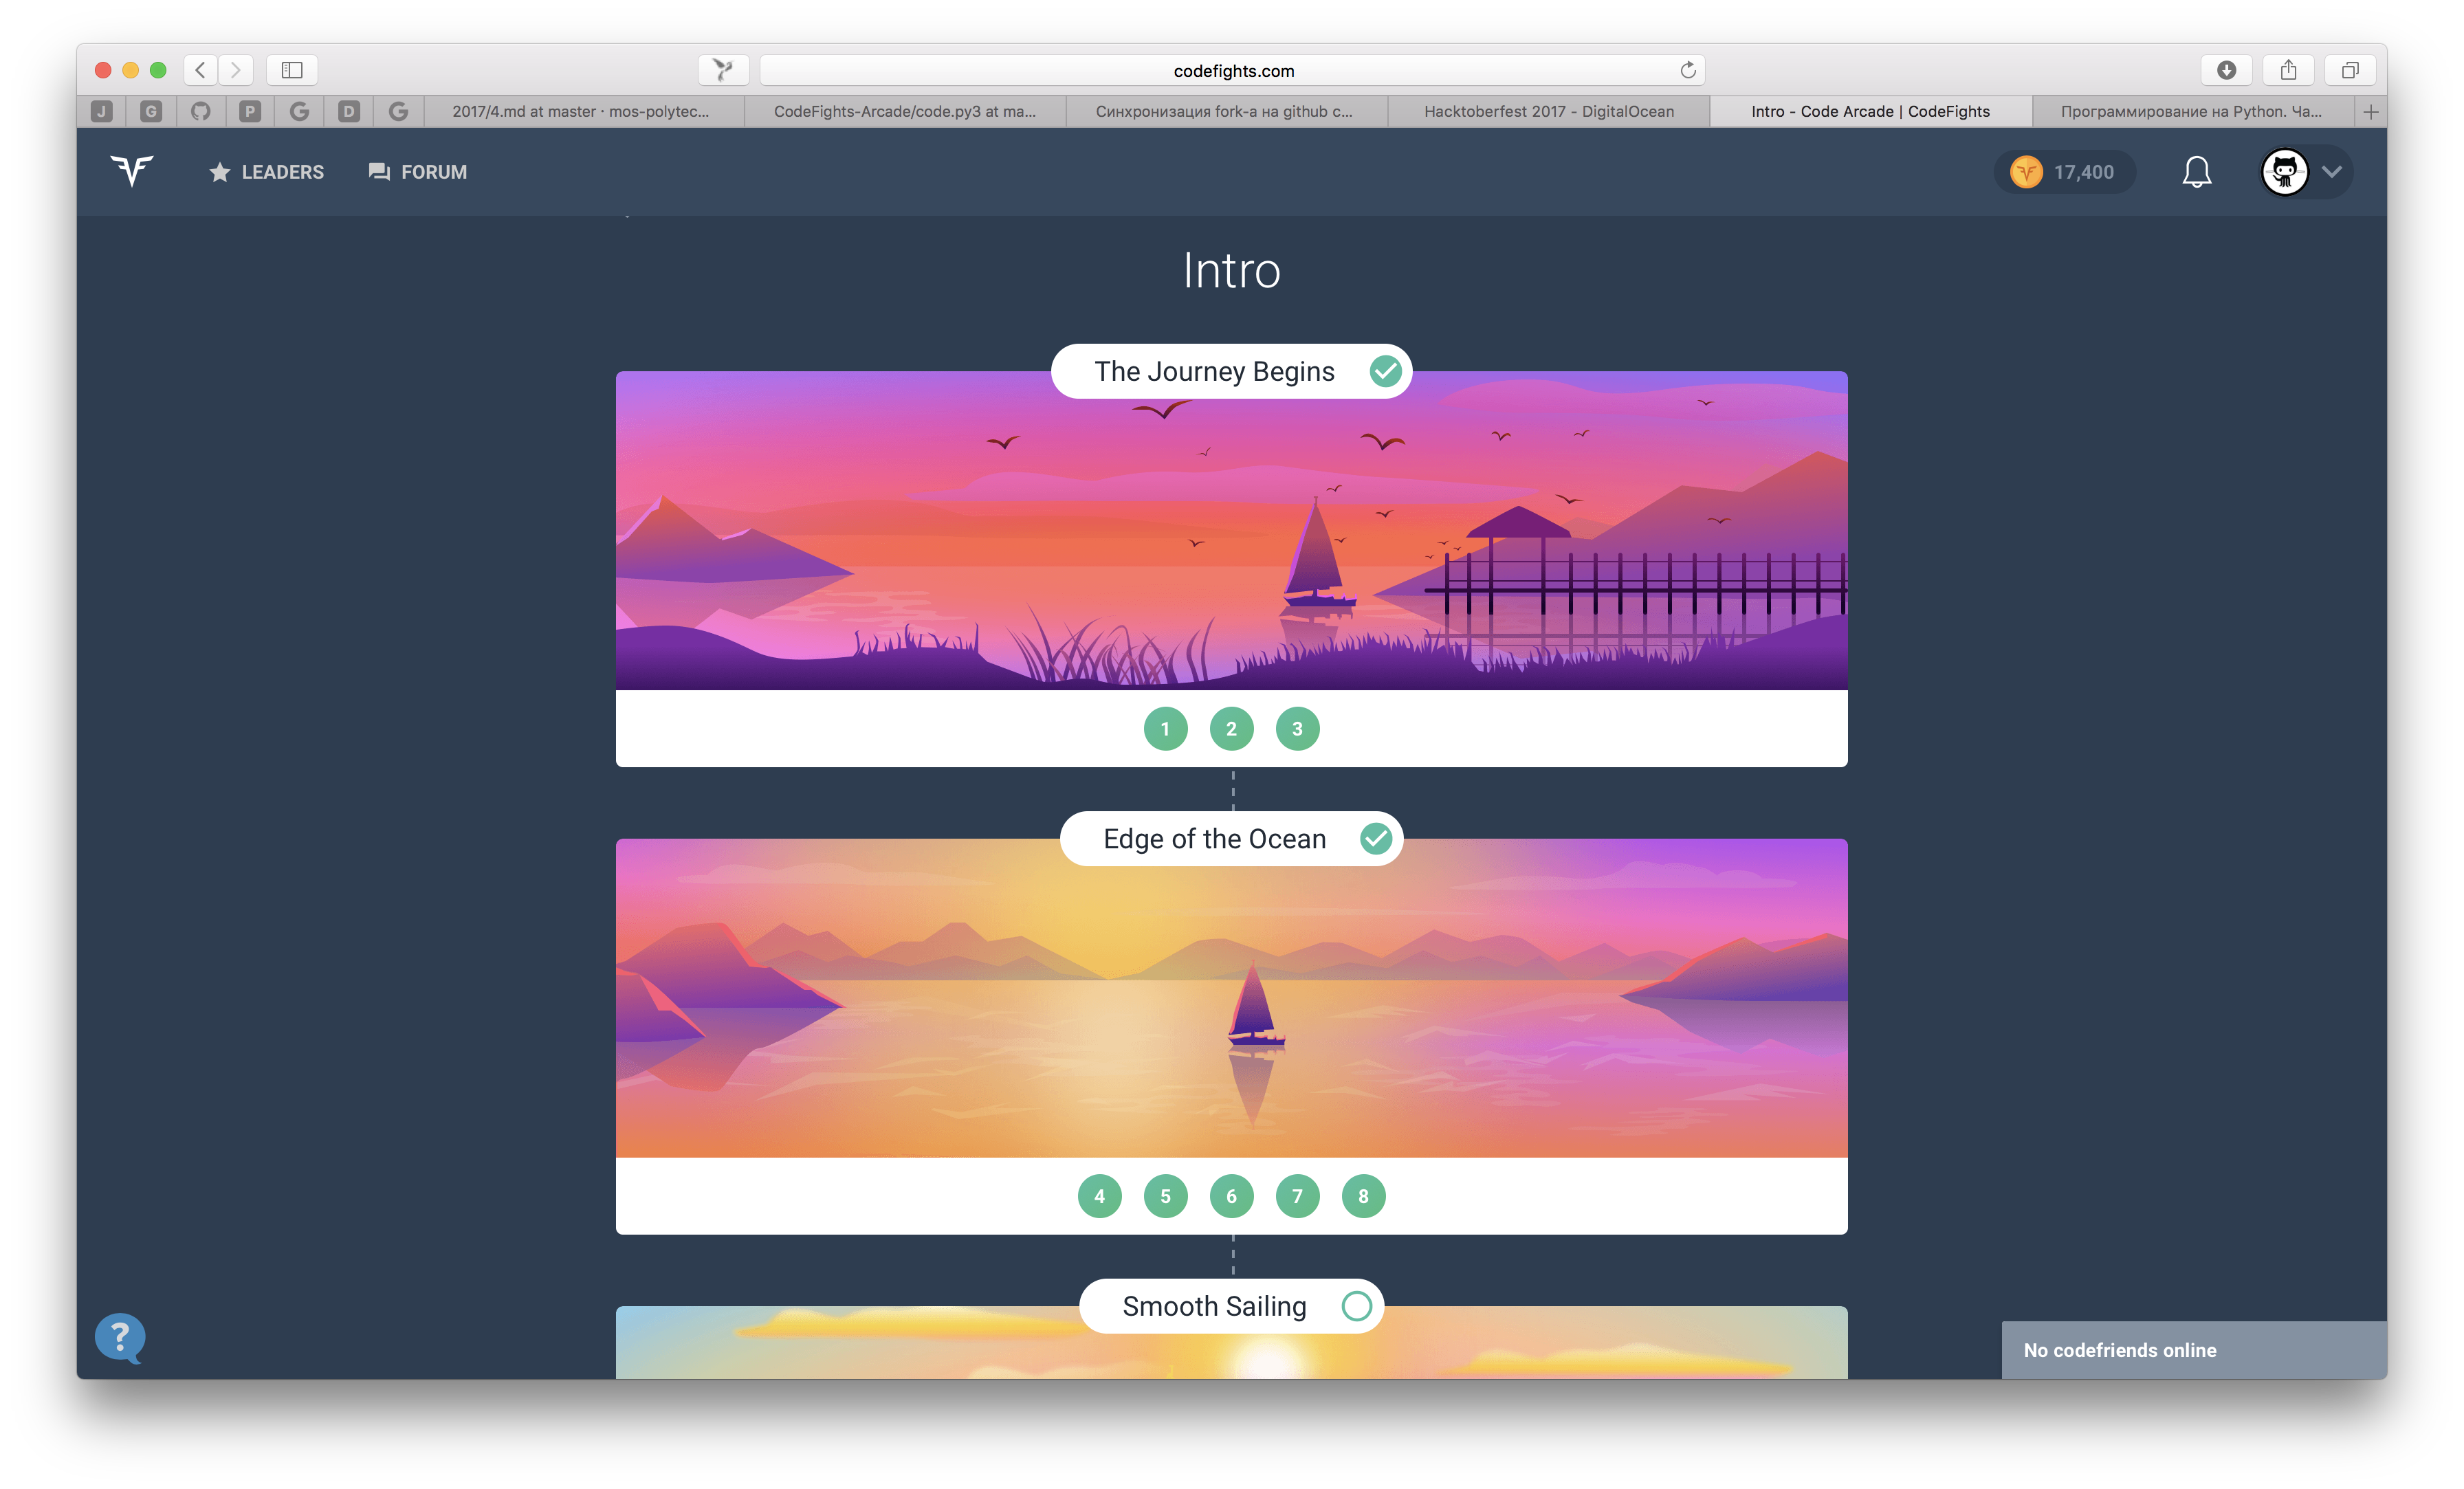 codefights.com
J G P G D G 2017/4.md at master · mos-polytec... CodeFights-Arcade/code.py3 at ma... Синхронизация fork-а на github с... Hacktoberfest 2017 - DigitalOcean Intro - Code Arcade | CodeFights Программирование на Python. Ча...
LEADERS FORUM 17,400
Intro
The Journey Begins
1 2 3
Edge of the Ocean
4 5 6 7 8
Smooth Sailing
?
No codefriends online